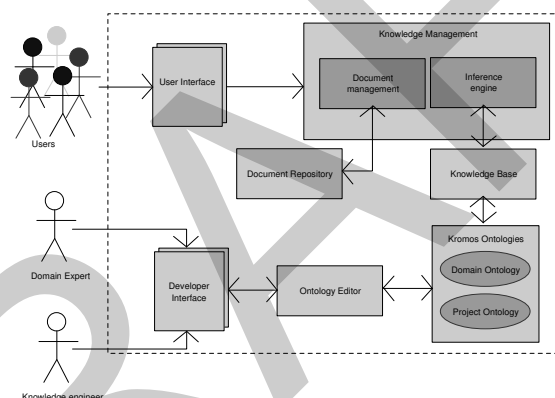 Knowledge Management
Document
management
Inference
engine
User Interface
Users
Document Repository
Knowledge Base
Kromos Ontologies
Domain Ontology
Project Ontology
Domain Expert
Developer
Interface
Ontology Editor
Knowledge engineer